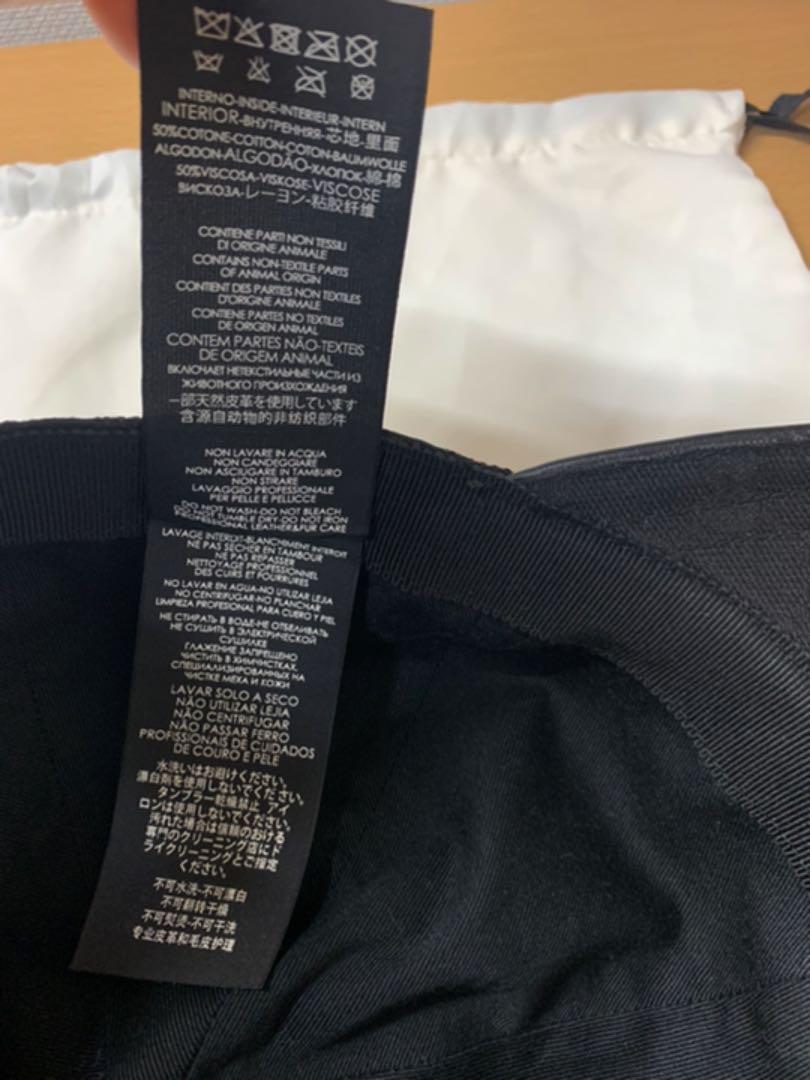 INTERNO-INSIDE-INTERIEUR-INTERN
INTERIOR-ВНУТРЕННЯЯ-芯地-里面
50%COTONE-COTTON-COTON-BAUMWOLLE
ALGODON-ALGODÃO-ХЛОПОК-綿-棉
50%VISCOSA-VISKOSE-VISCOSE
ВИСКОЗА-レーヨン-粘胶纤维
CONTIENE PARTI NON TESSILI
DI ORIGINE ANIMALE
CONTAINS NON-TEXTILE PARTS
OF ANIMAL ORIGIN
CONTIENT DES PARTIES NON TEXTILES
D'ORIGINE ANIMALE
CONTIENE PARTES NO TEXTILES
DE ORIGEN ANIMAL
CONTEM PARTES NÃO-TEXTEIS
DE ORIGEM ANIMAL
ВКЛЮЧАЕТ НЕТЕКСТИЛЬНЫЕ ЧАСТИ ИЗ
ЖИВОТНОГО ПРОИЗХОЖДЕНИЯ
一部天然皮革を使用しています
含源自动物的非纺织部件
NON LAVARE IN ACQUA
NON CANDEGGIARE
NON ASCIUGARE IN TAMBURO
NON STIRARE
LAVAGGIO PROFESSIONALE
PER PELLE E PELLICCE
DO NOT WASH-DO NOT BLEACH
DO NOT TUMBLE DRY-DO NOT IRON
PROFESSIONAL LEATHER&FUR CARE
LAVAGE INTERDIT-BLANCHIMENT INTERDIT
NE PAS SÉCHER EN TAMBOUR
NE PAS REPASSER
NETTOYAGE PROFESSIONNEL
DES CUIRS ET FOURRURES
NO LAVAR EN AGUA-NO UTILIZAR LEJIA
NO CENTRIFUGAR-NO PLANCHAR
LIMPIEZA PROFESIONAL PARA CUERO Y PIEL
НЕ СТИРАТЬ В ВОДЕ-НЕ ОТБЕЛИВАТЬ
НЕ СУШИТЬ В ЭЛЕКТРИЧЕСКОЙ
СУШИЛКЕ
ГЛАЖЕНИЕ ЗАПРЕЩЕНО
ЧИСТИТЬ В ХИМЧИСТКАХ,
СПЕЦИАЛИЗИРОВАННЫХ НА
ЧИСТКЕ МЕХА И КОЖИ
LAVAR SOLO A SECO
NÃO UTILIZAR LEJIA
NÃO CENTRIFUGAR
NÃO PASSAR FERRO
PROFISSIONAIS DE CUIDADOS
DE COURO E PELE
水洗いはお避けください。
漂白剤を使用しないでください。
タンブラー乾燥禁止 アイ
ロンは使用しないでください。
汚れた場合は信頼のおける
専門のクリーニング店にド
ライクリーニングとご指定
ください。
不可水洗-不可漂白
不可翻转干燥
不可熨烫-不可干洗
专业皮革和毛皮护理